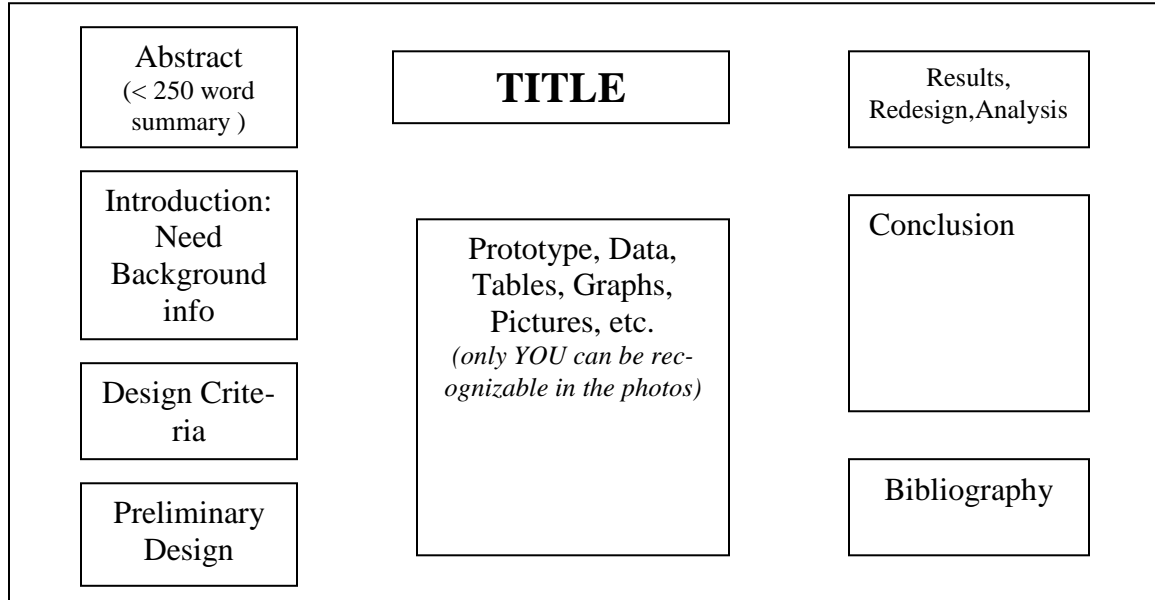 Abstract
(< 250 word
summary )
Introduction:
Need
Background
info
Design Crite-
ria
Preliminary
Design
TITLE
Prototype, Data,
Tables, Graphs,
Pictures, etc.
(only YOU can be rec-
ognizable in the photos)
Results,
Redesign,Analysis
Conclusion
Bibliography